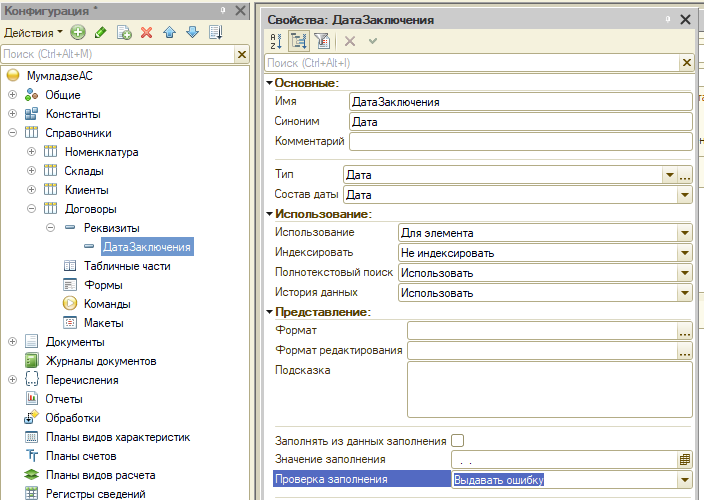 Конфигурация *
Действия
Поиск (Ctrl+Alt+M)
МумладзеАС
Общие
Константы
Справочники
Номенклатура
Склады
Клиенты
Договоры
Реквизиты
ДатаЗаключения
Табличные части
Формы
Команды
Макеты
Документы
Журналы документов
Перечисления
Отчеты
Обработки
Планы видов характеристик
Планы счетов
Планы видов расчета
Регистры сведений
Свойства: ДатаЗаключения
Поиск (Ctrl+Alt+I)
Основные:
Имя ДатаЗаключения
Синоним Дата
Комментарий
Тип Дата
Состав даты Дата
Использование:
Использование Для элемента
Индексировать Не индексировать
Полнотекстовый поиск Использовать
История данных Использовать
Представление:
Формат
Формат редактирования
Подсказка
Заполнять из данных заполнения
Значение заполнения . .
Проверка заполнения Выдавать ошибку